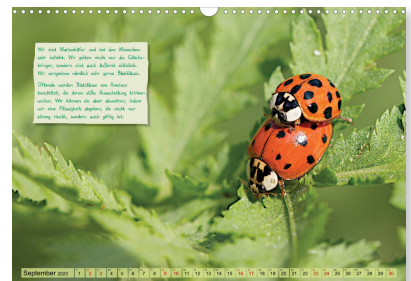 Wir sind Marienkäfer und bei den Menschen
sehr beliebt. Wir gelten nicht nur als Glücks-
bringer, sondern sind auch äußerst nützlich.
Wir verspeisen nämlich sehr gerne Blattläuse.
Oftmals werden Blattläuse von Ameisen
beschützt, die deren süße Ausscheidung trinken
wollen. Wir können sie aber abwehren, indem
wir eine Flüssigkeit abgeben, die nicht nur
streng riecht, sondern auch giftig ist.
September 2023 1 2 3 4 5 6 7 8 9 10 11 12 13 14 15 16 17 18 19 20 21 22 23 24 25 26 27 28 29 30